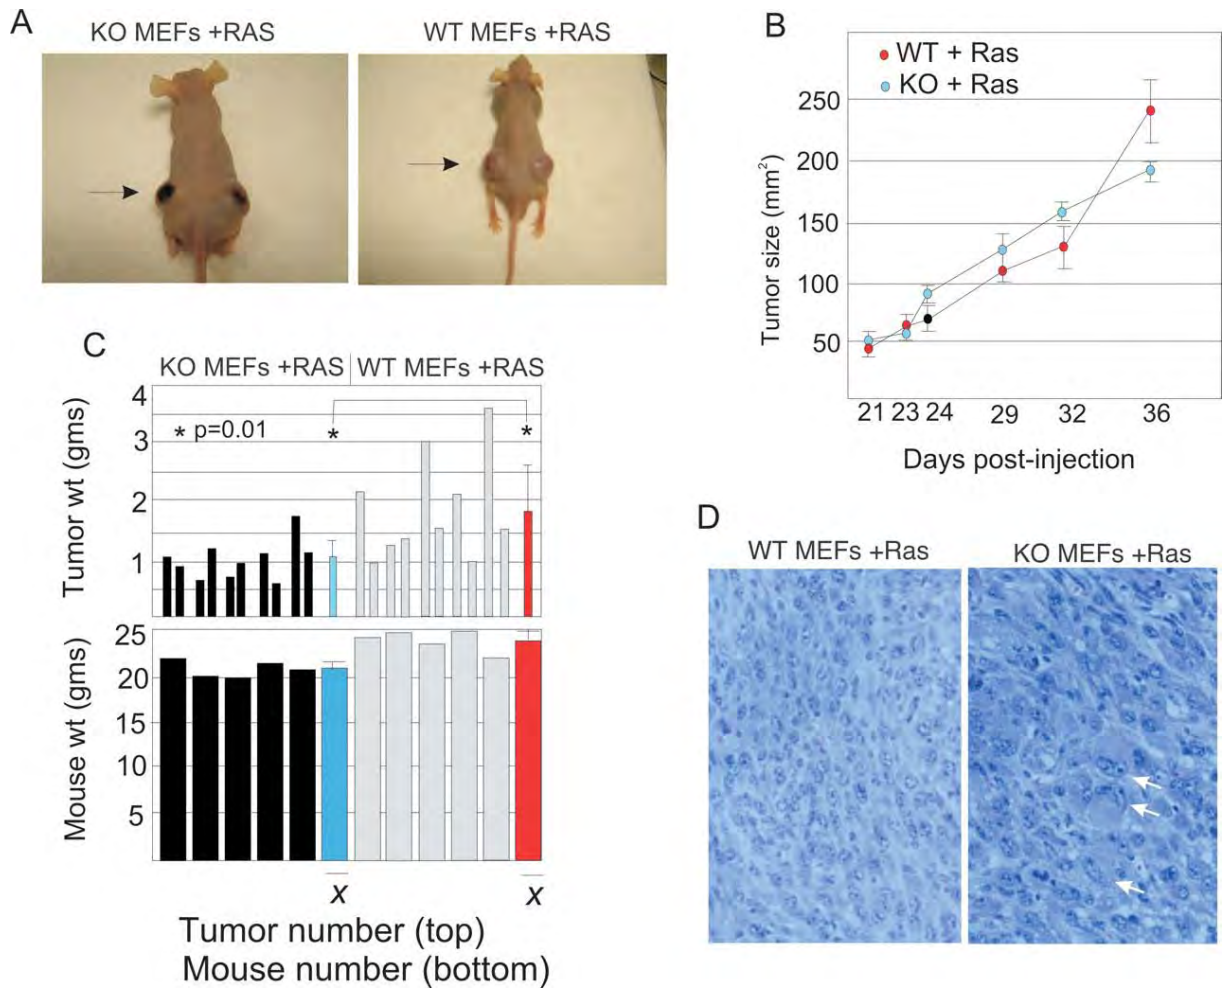 A
KO MEFs +RAS
WT MEFs +RAS
B
WT + Ras
KO + Ras
250
200
150
100
50
Tumor size (mm²)
21 23 24 29 32 36
Days post-injection
C
KO MEFs +RAS WT MEFs +RAS
4
3
2
1
Tumor wt (gms)
* p=0.01
*
*
25
20
15
10
5
Mouse wt (gms)
x
x
Tumor number (top)
Mouse number (bottom)
D
WT MEFs +Ras
KO MEFs +Ras